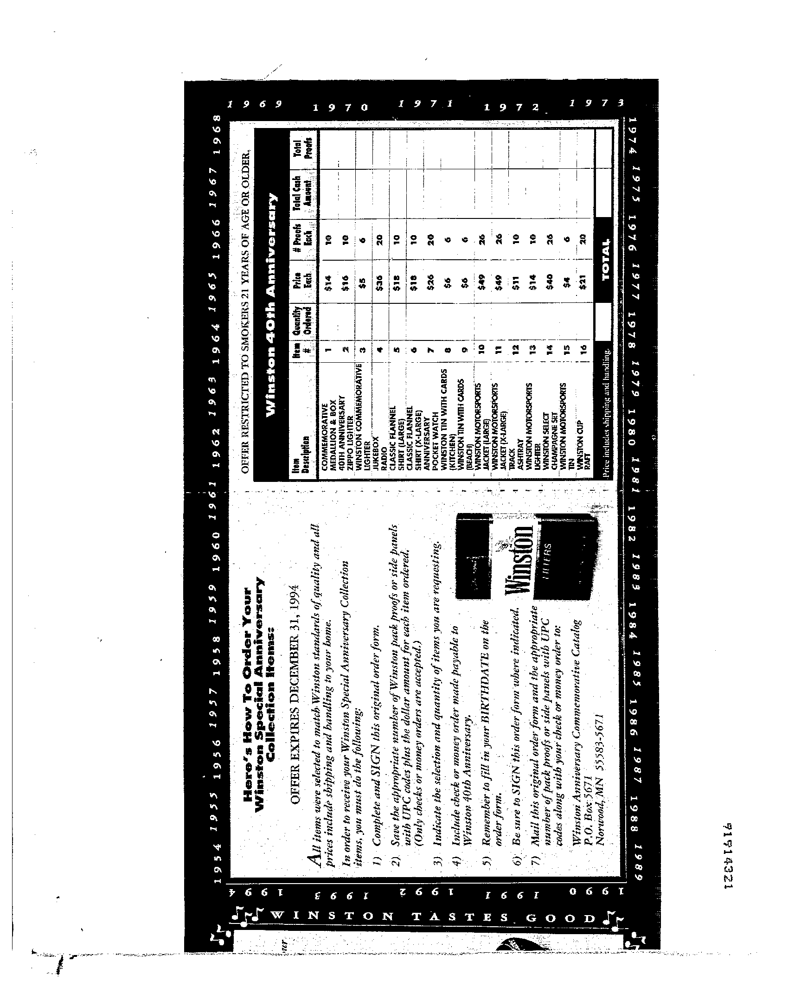 1954 1955 1956 1957 1958 1959 1960 1961 1962 1963 1964 1965 1966 1967 1968
1969 1970 1971 1972 1973
1974 1975 1976 1977 1978 1979 1980 1981 1982 1983 1984 1985 1986 1987 1988 1989
1990 1991 1992 1993 1994
WINSTON TASTES GOOD
Here's How To Order Your
Winston Special Anniversary
Collection Items:
OFFER EXPIRES DECEMBER 31, 1994
All items were selected to match Winston standards of quality and all
prices include shipping and handling to your home.
In order to receive your Winston Special Anniversary Collection
items, you must do the following:
1) Complete and SIGN this original order form.
2) Save the appropriate number of Winston pack proofs or side panels
with UPC codes plus the dollar amount for each item ordered.
(Only checks or money orders are accepted.)
3) Indicate the selection and quantity of items you are requesting.
4) Include check or money order made payable to
Winston 40th Anniversary.
5) Remember to fill in your BIRTHDATE on the
order form.
6) Be sure to SIGN this order form where indicated.
7) Mail this original order form and the appropriate
number of pack proofs or side panels with UPC
codes along with your check or money order to:
Winston Anniversary Commemorative Catalog
P.O. Box 5671
Norwood, MN 55583-5671
Winston
FILTERS
OFFER RESTRICTED TO SMOKERS 21 YEARS OF AGE OR OLDER.
Winston 40th Anniversary
Item Description Item # Quantity Ordered Price Each # Proofs Each Total Cash Amount Total Proofs
COMMEMORATIVE
MEDALLION & BOX 1 $14 10
40TH ANNIVERSARY
ZIPPO LIGHTER 2 $16 10
WINSTON COMMEMORATIVE
LIGHTER 3 $5 6
JUKEBOX
RADIO 4 $36 20
CLASSIC FLANNEL
SHIRT (LARGE) 5 $18 10
CLASSIC FLANNEL
SHIRT (X-LARGE) 6 $18 10
ANNIVERSARY
POCKET WATCH 7 $26 20
WINSTON TIN WITH CARDS
(KITCHEN) 8 $6 6
WINSTON TIN WITH CARDS
(BEACH) 9 $6 6
WINSTON MOTORSPORTS
JACKET (LARGE) 10 $49 26
WINSTON MOTORSPORTS
JACKET (X-LARGE) 11 $49 26
TRACK
ASHTRAY 12 $11 10
WINSTON MOTORSPORTS
LIGHTER 13 $14 10
WINSTON SELECT
CHAMPAGNE SET 14 $40 26
WINSTON MOTORSPORTS
TIN 15 $4 6
WINSTON CUP
RAFT 16 $21 20
Price includes shipping and handling. TOTAL
91914321